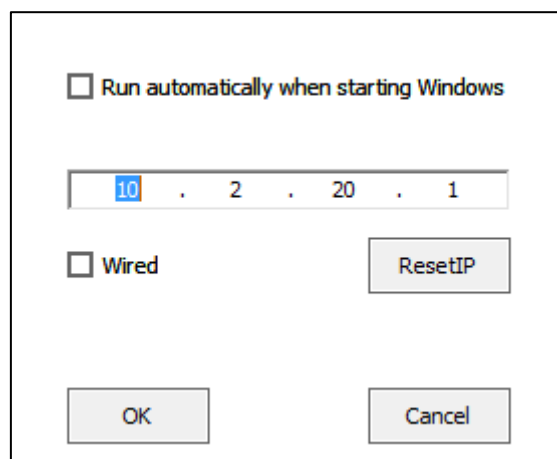 Run automatically when starting Windows
10 . 2 . 20 . 1
Wired
ResetIP
OK
Cancel